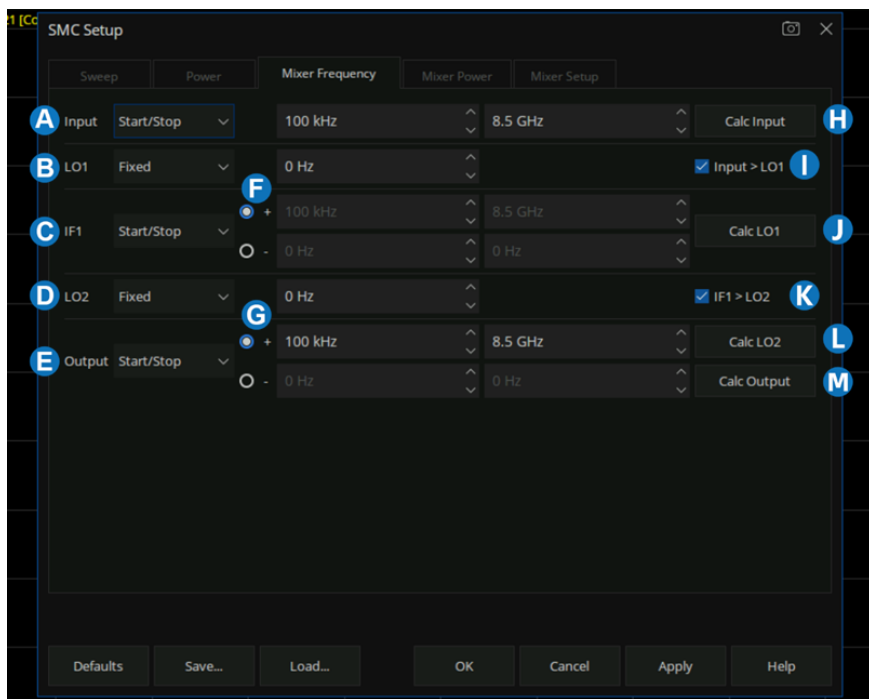 21 [Co
SMC Setup
Sweep Power Mixer Frequency Mixer Power Mixer Setup
A Input Start/Stop 100 kHz 8.5 GHz Calc Input H
B LO1 Fixed 0 Hz Input > LO1 I
F
+ 100 kHz 8.5 GHz
C IF1 Start/Stop Calc LO1 J
- 0 Hz 0 Hz
D LO2 Fixed 0 Hz IF1 > LO2 K
G
+ 100 kHz 8.5 GHz Calc LO2 L
E Output Start/Stop
- 0 Hz 0 Hz Calc Output M
Defaults Save... Load... OK Cancel Apply Help